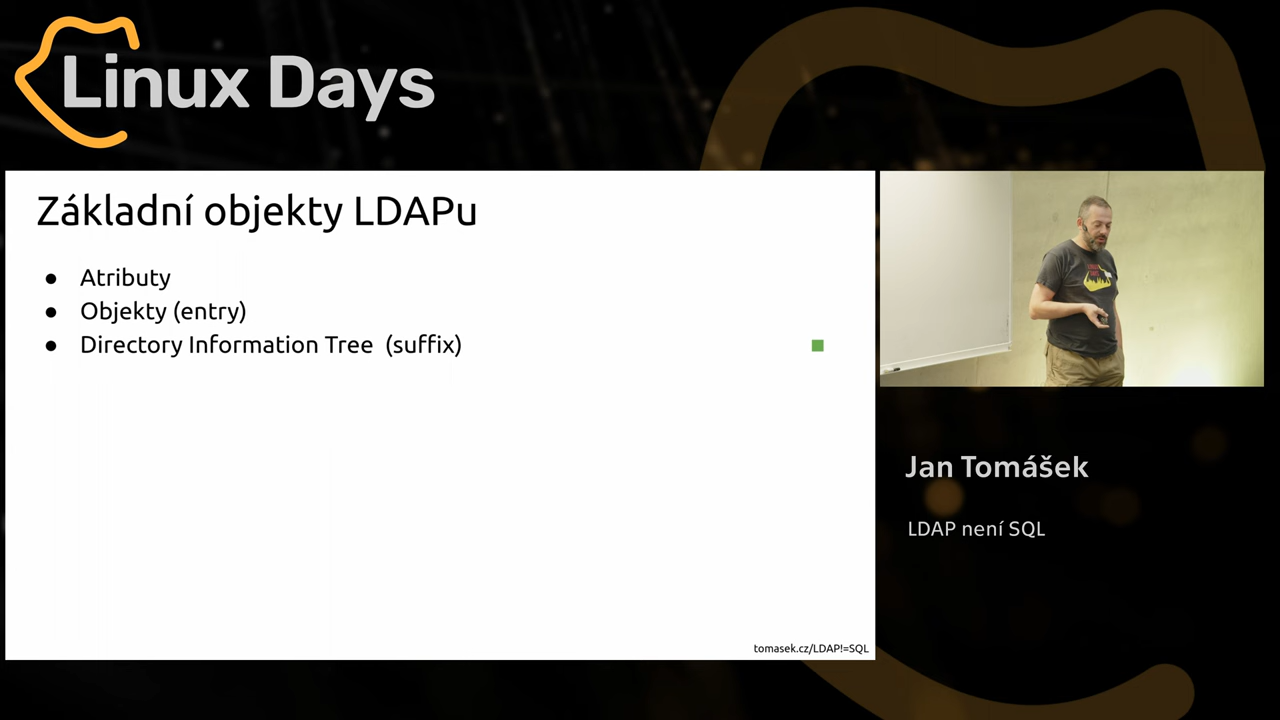 Linux Days
Základní objekty LDAPu
● Atributy
● Objekty (entry)
● Directory Information Tree (suffix)
tomasek.cz/LDAP!=SQL
Jan Tomášek
LDAP není SQL